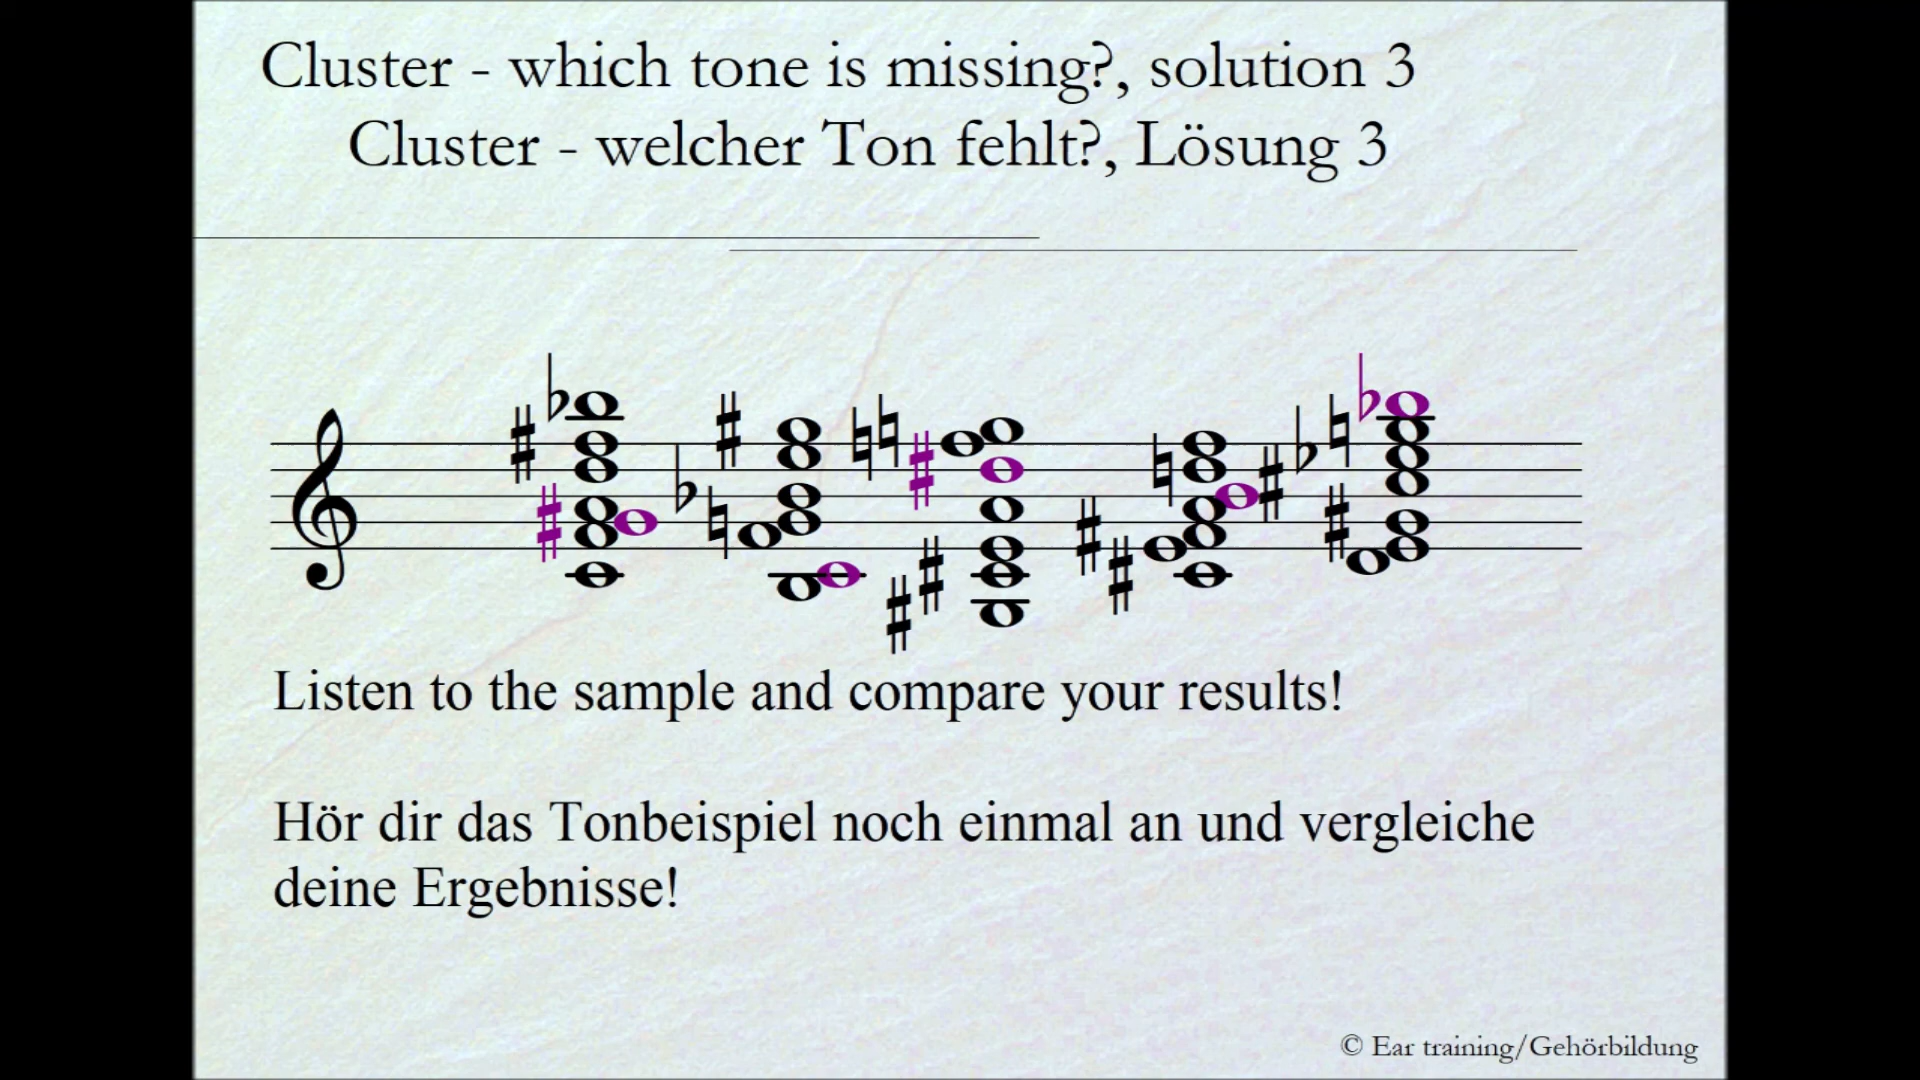 Cluster - which tone is missing?, solution 3
Cluster - welcher Ton fehlt?, Lösung 3
Listen to the sample and compare your results!
Hör dir das Tonbeispiel noch einmal an und vergleiche
deine Ergebnisse!
© Ear training/Gehörbildung